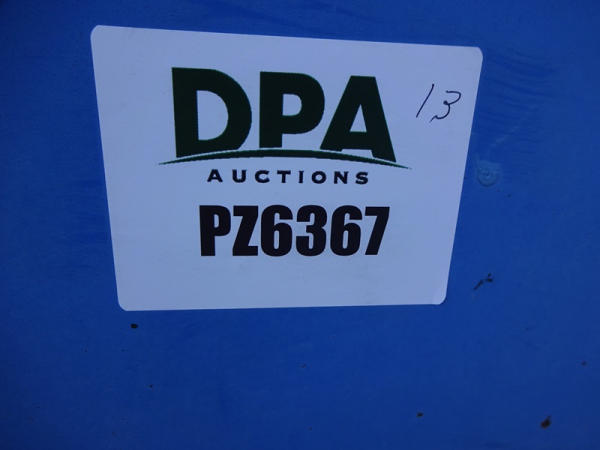 DPA
13
AUCTIONS
PZ6367